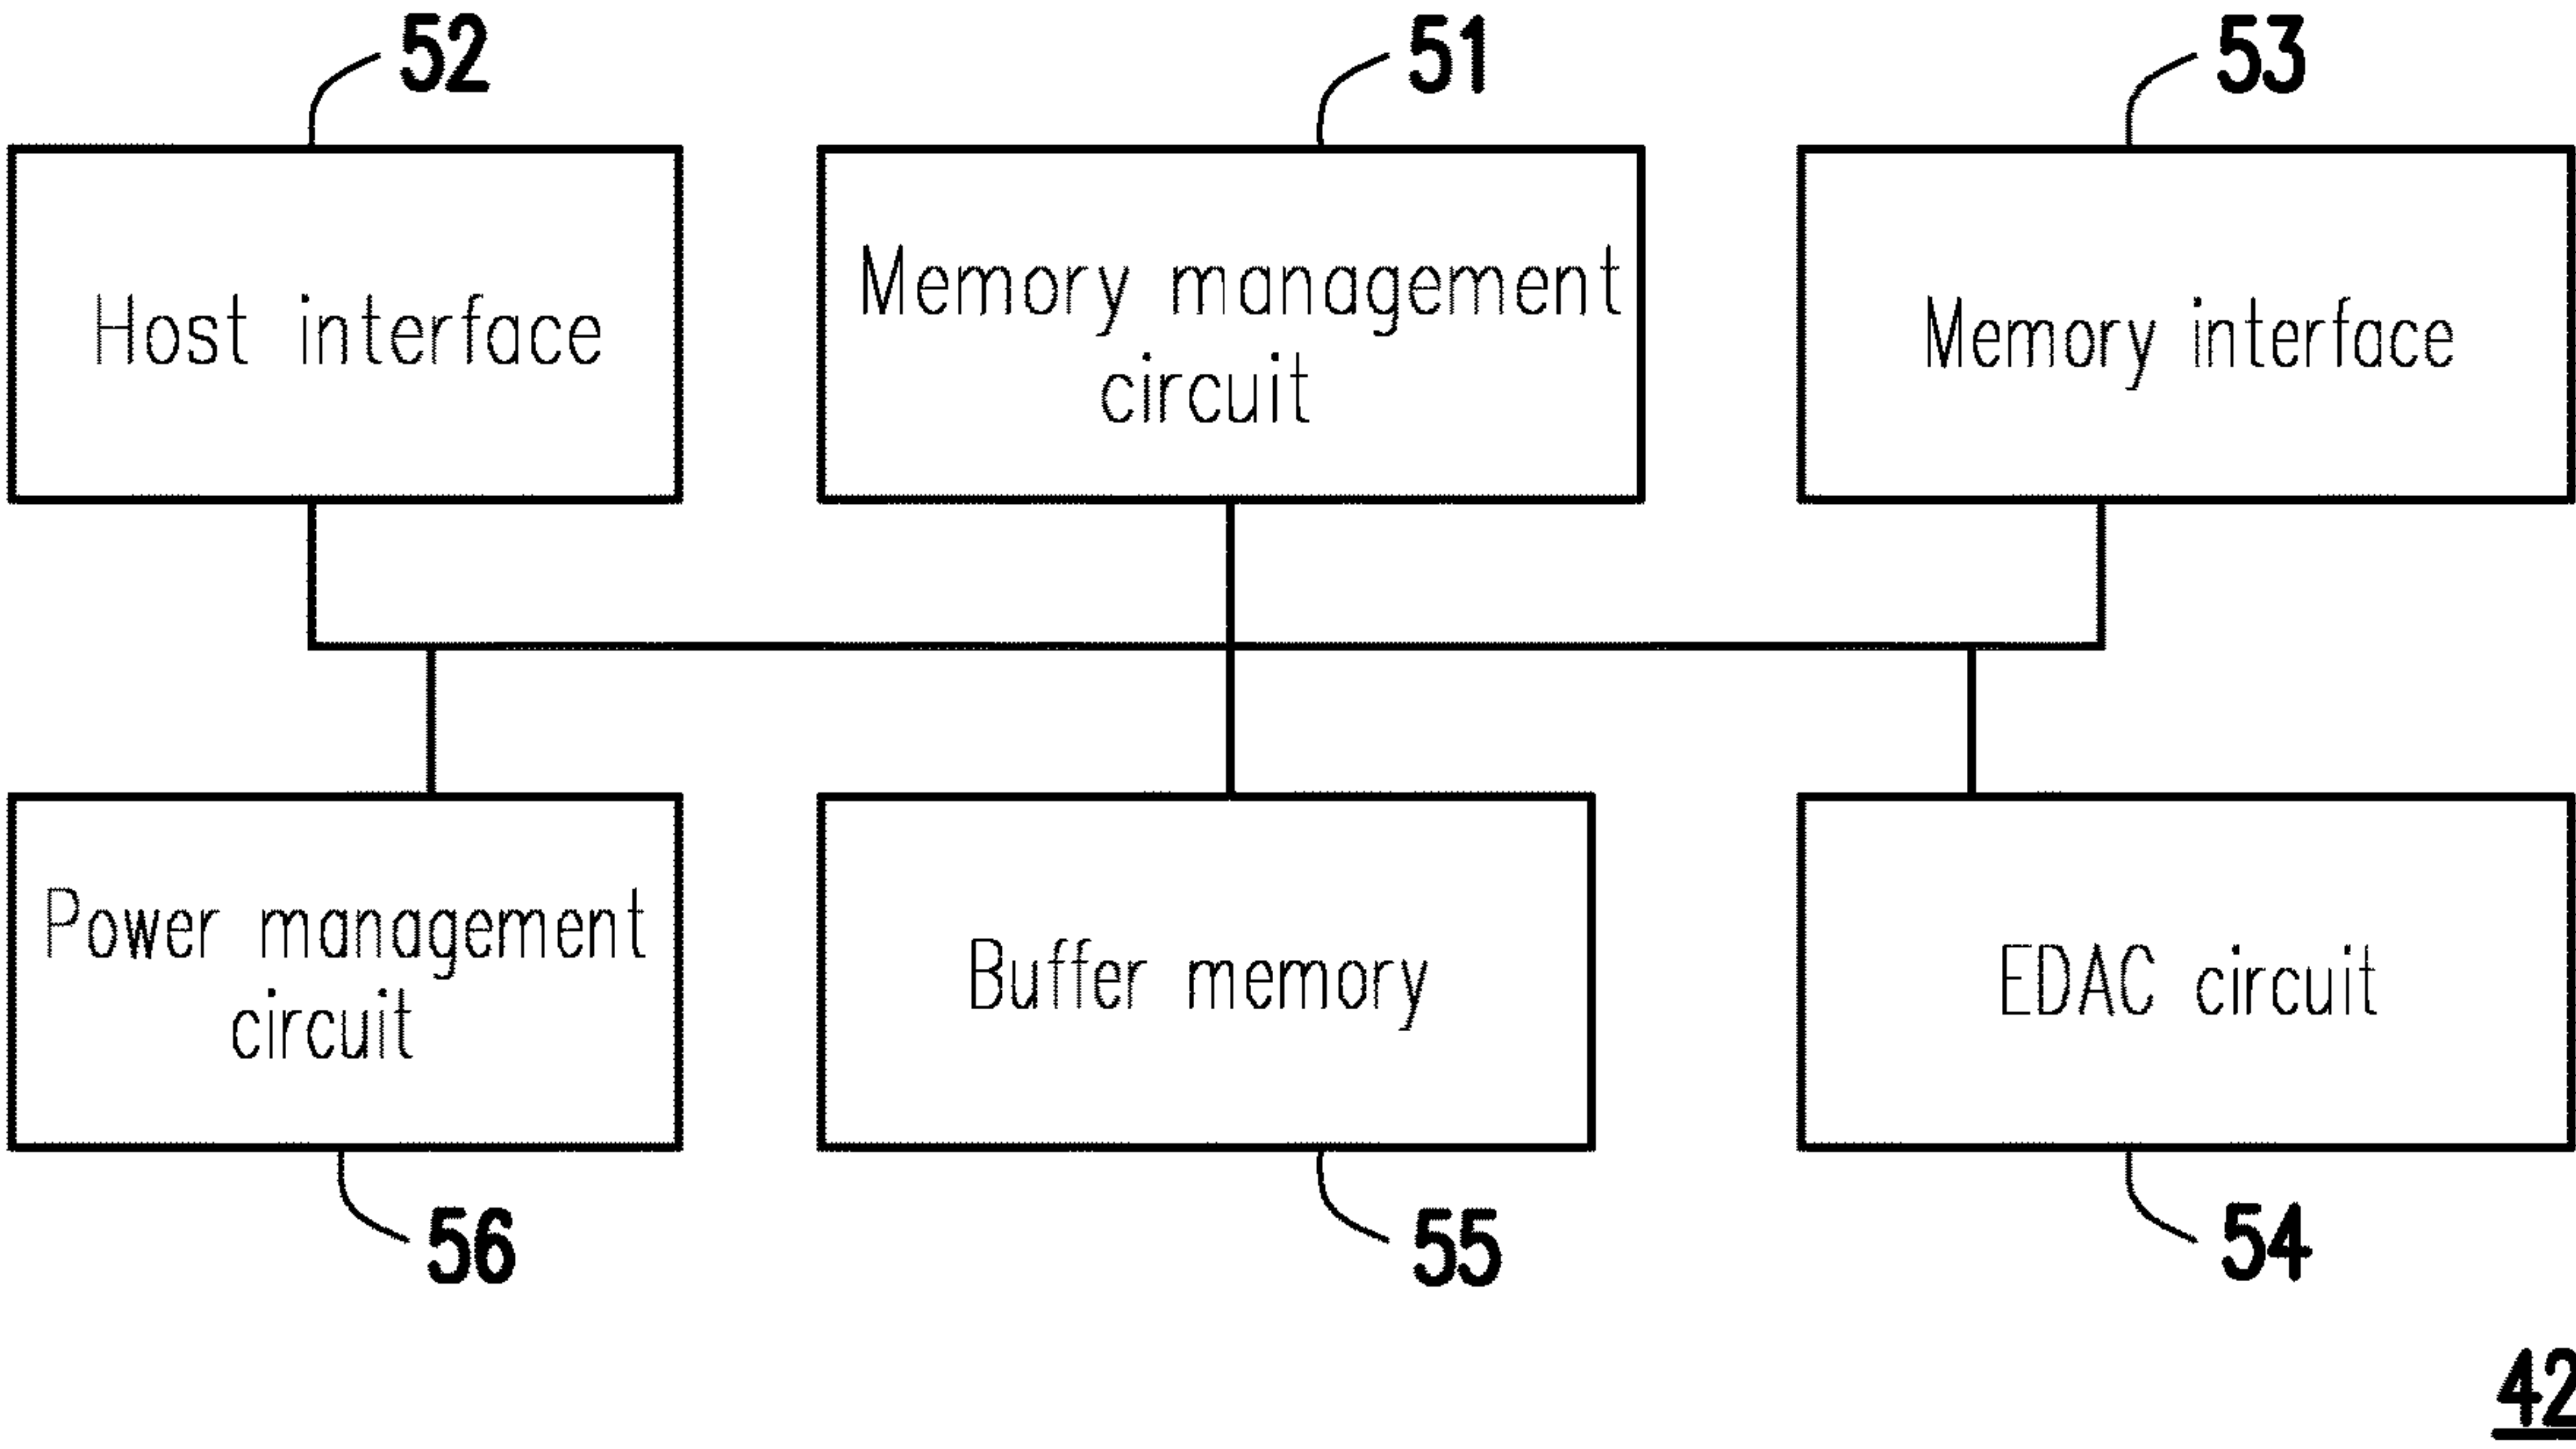 52
51
53
Host interface
Memory management
circuit
Memory interface
Power management
circuit
Buffer memory
EDAC circuit
56
55
54
42